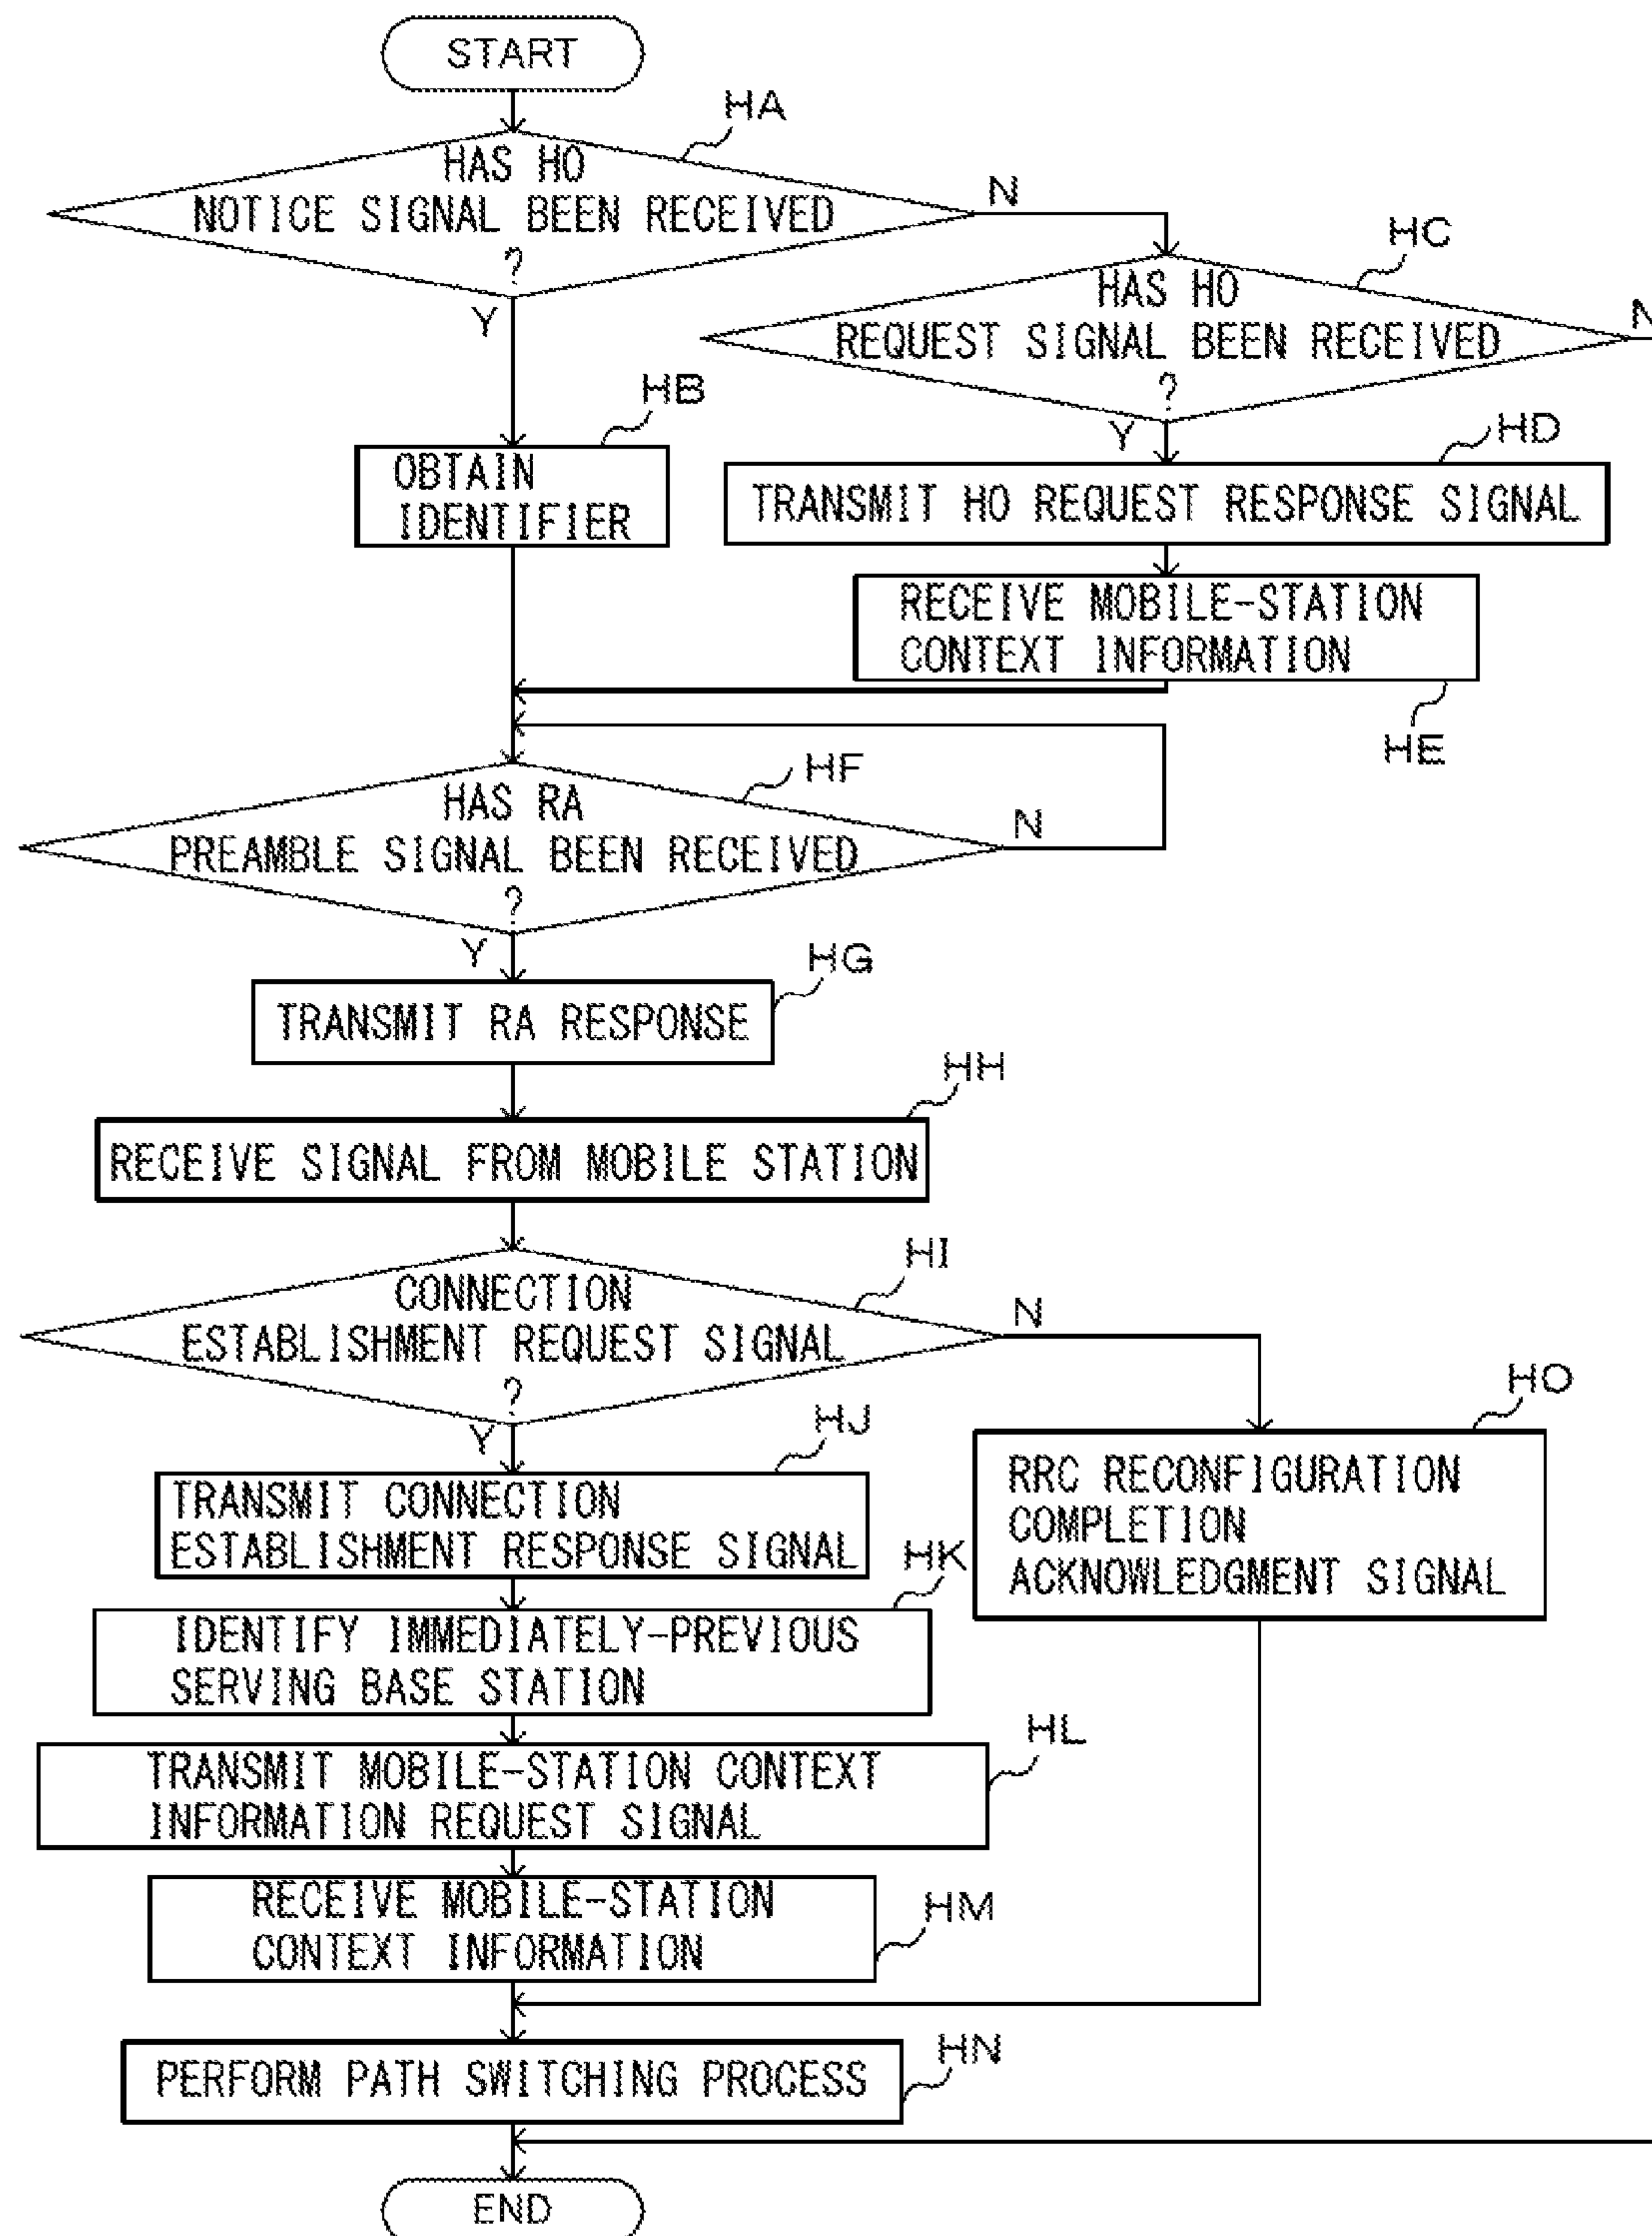 START
HA
HAS HO
NOTICE SIGNAL BEEN RECEIVED
?
N
Y
HC
HAS HO
REQUEST SIGNAL BEEN RECEIVED
?
N
Y
HB
OBTAIN
IDENTIFIER
HD
TRANSMIT HO REQUEST RESPONSE SIGNAL
RECEIVE MOBILE-STATION
CONTEXT INFORMATION
HE
HF
HAS RA
PREAMBLE SIGNAL BEEN RECEIVED
?
N
Y
HG
TRANSMIT RA RESPONSE
HH
RECEIVE SIGNAL FROM MOBILE STATION
HI
CONNECTION
ESTABLISHMENT REQUEST SIGNAL
?
N
Y
HJ
TRANSMIT CONNECTION
ESTABLISHMENT RESPONSE SIGNAL
HO
RRC RECONFIGURATION
COMPLETION
ACKNOWLEDGMENT SIGNAL
HK
IDENTIFY IMMEDIATELY-PREVIOUS
SERVING BASE STATION
HL
TRANSMIT MOBILE-STATION CONTEXT
INFORMATION REQUEST SIGNAL
RECEIVE MOBILE-STATION
CONTEXT INFORMATION
HM
HN
PERFORM PATH SWITCHING PROCESS
END